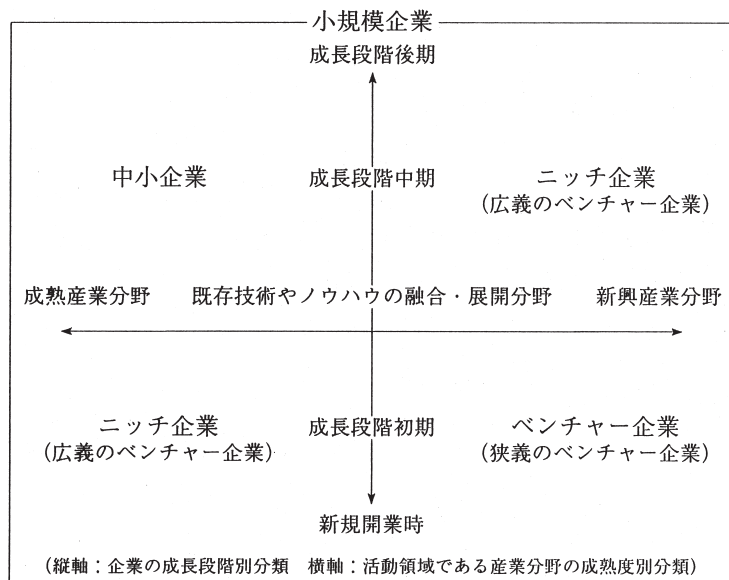 小規模企業
成長段階後期
中小企業 成長段階中期 ニッチ企業
(広義のベンチャー企業)
成熟産業分野 既存技術やノウハウの融合・展開分野 新興産業分野
ニッチ企業 成長段階初期 ベンチャー企業
(広義のベンチャー企業) (狭義のベンチャー企業)
新規開業時
(縦軸：企業の成長段階別分類 横軸：活動領域である産業分野の成熟度別分類)